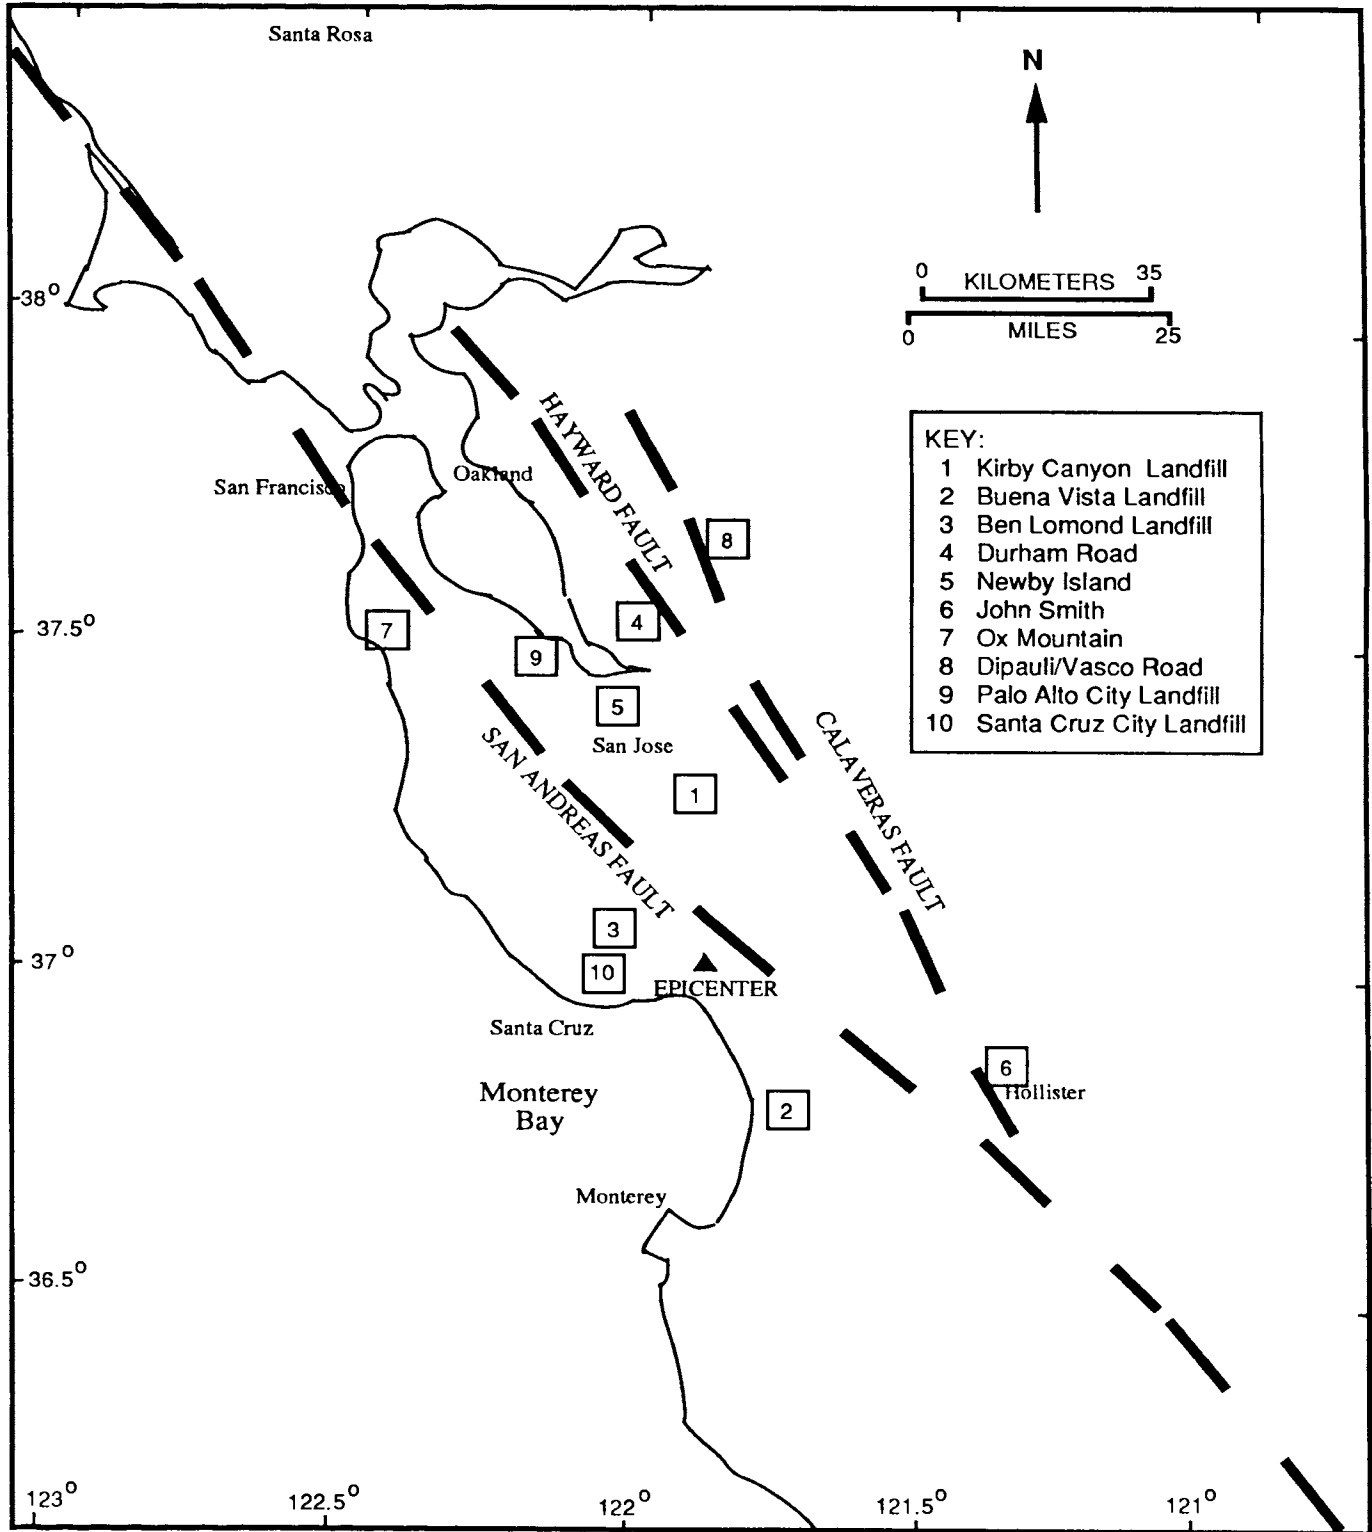 Santa Rosa
N
0 KILOMETERS 35
MILES
0 25
38°
HAYWARD FAULT
KEY:
1 Kirby Canyon Landfill
2 Buena Vista Landfill
3 Ben Lomond Landfill
4 Durham Road
5 Newby Island
6 John Smith
7 Ox Mountain
8 Dipauli/Vasco Road
9 Palo Alto City Landfill
10 Santa Cruz City Landfill
San Francisco
Oakland
8
37.5°
7
4
9
5
San Jose
SAN ANDREAS FAULT
CALAVERAS FAULT
1
3
37°
10
EPICENTER
Santa Cruz
6
Hollister
Monterey
Bay
2
Monterey
36.5°
123°
122.5°
122°
121.5°
121°